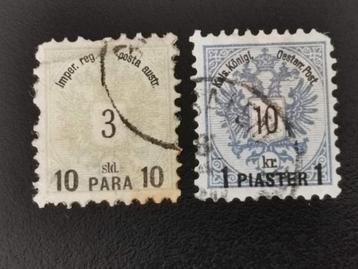 Imper. reg. posta austr.
3
sld.
10 PARA 10
Kais. Königl. Oesterr. Post.
10
kr.
1 PIASTER 1